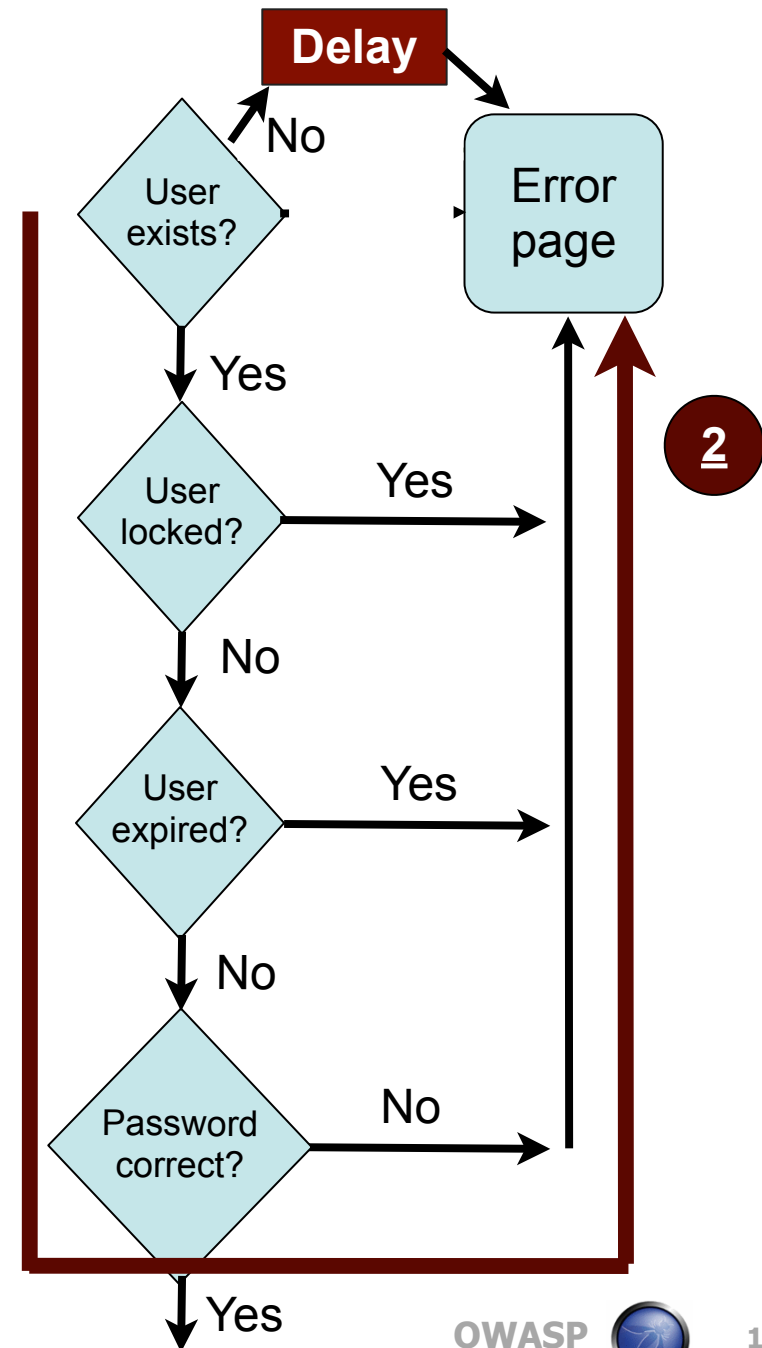 Delay
No
User
exists?
Error
page
Yes
2
User
locked?
Yes
No
User
expired?
Yes
No
Password
correct?
No
Yes
OWASP
1